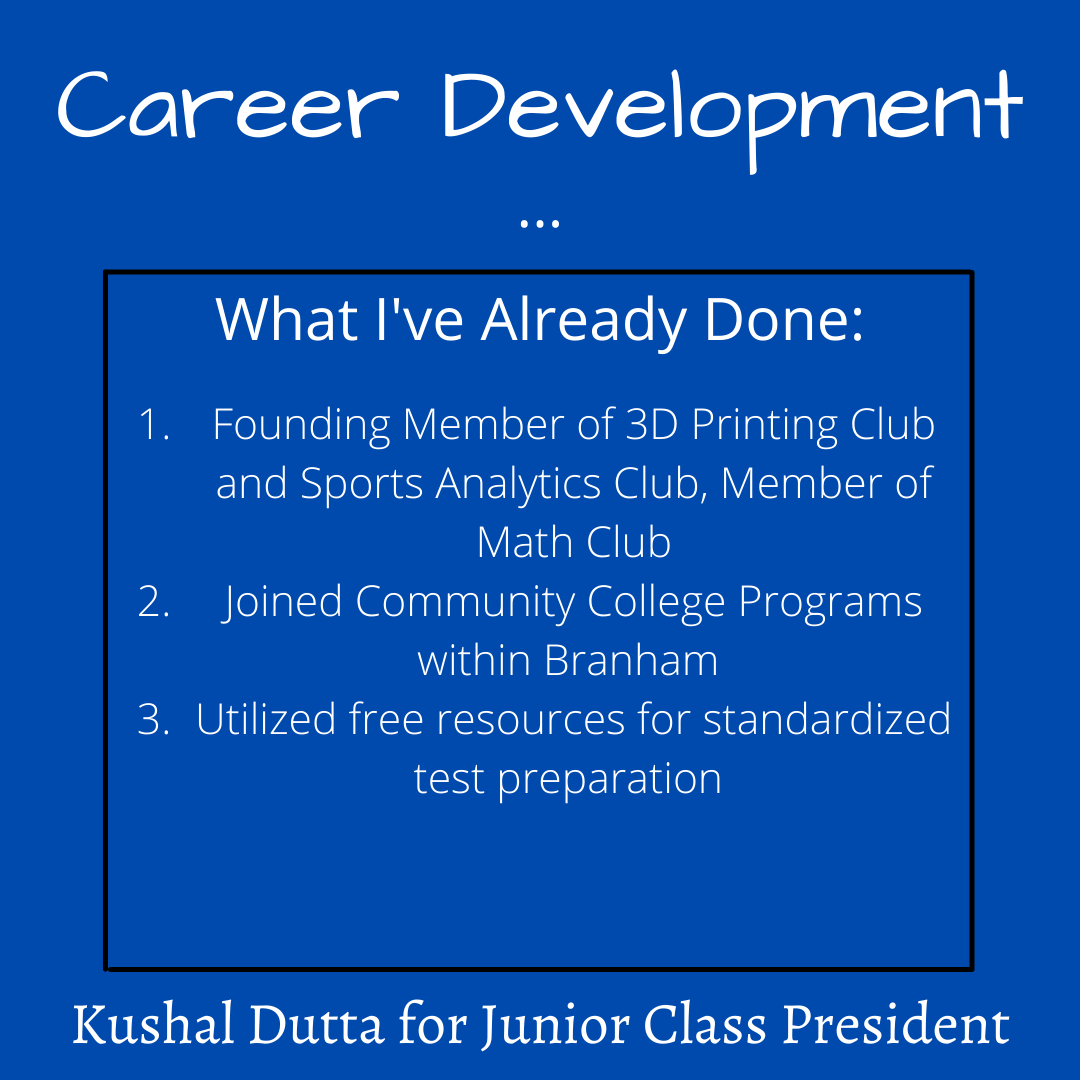 Career Development
...
What I've Already Done:
1. Founding Member of 3D Printing Club
and Sports Analytics Club, Member of
Math Club
2. Joined Community College Programs
within Branham
3. Utilized free resources for standardized
test preparation
Kushal Dutta for Junior Class President